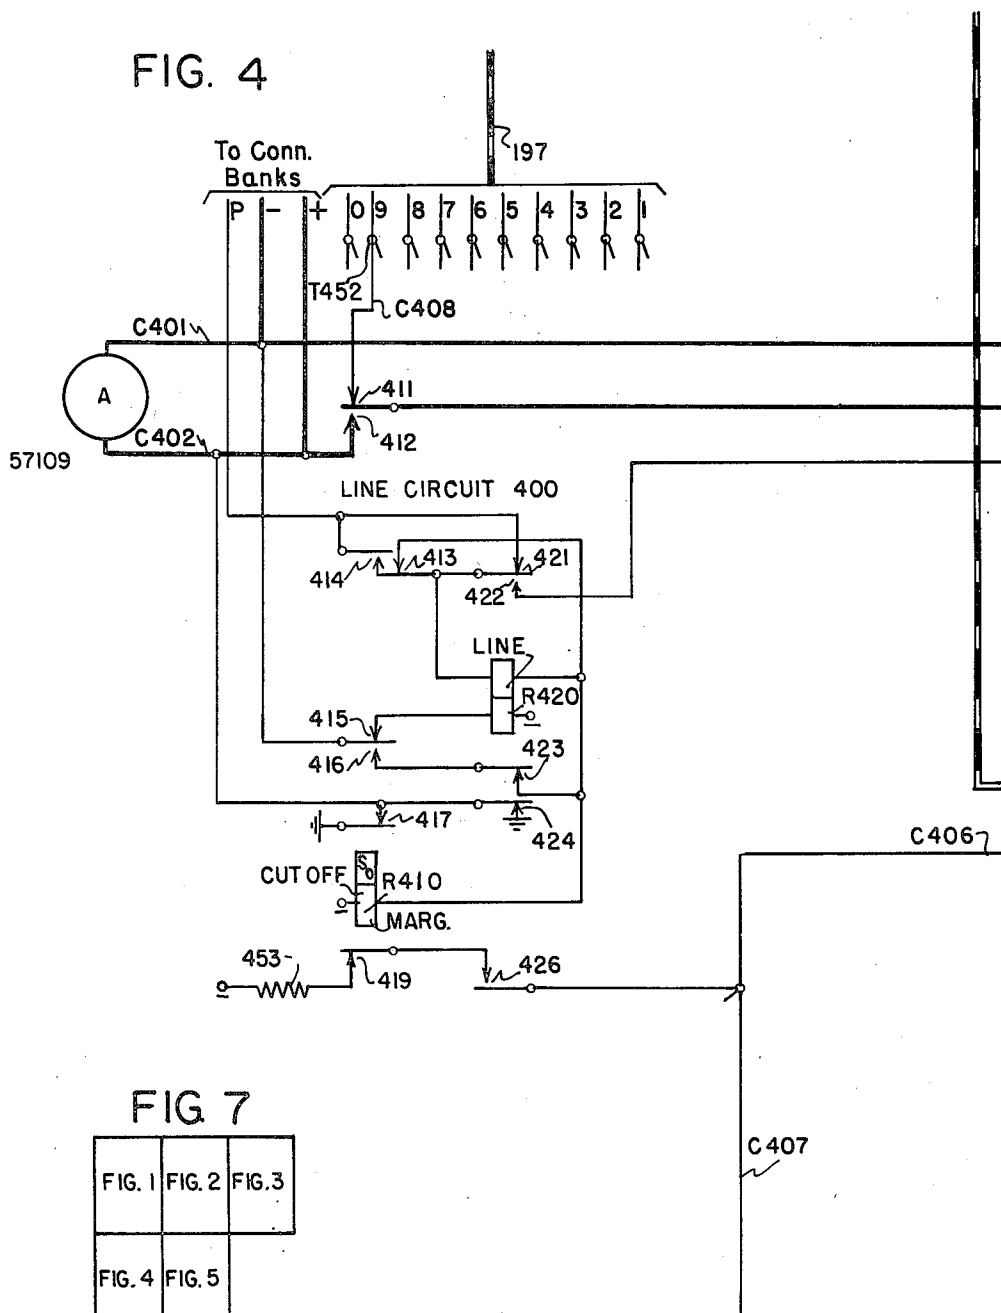 FIG. 4
197
To Conn.
Banks
P - + 0 9 8 7 6 5 4 3 2 1
T452
C408
C401
A
411
412
C402
57109
LINE CIRCUIT 400
414
413
421
422
LINE
R420
415
416
423
417
424
C406
CUT OFF
So
R410
MARG.
453
419
426
FIG. 7
C407
FIG. 1 FIG. 2 FIG. 3
FIG. 4 FIG. 5